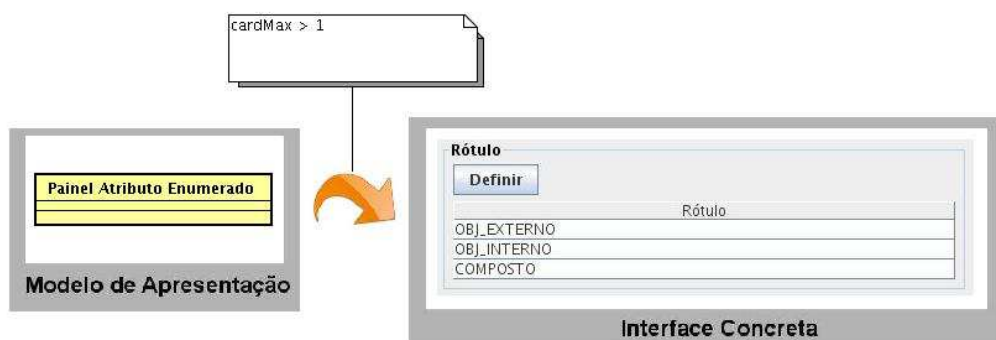 cardMax > 1
Painel Atributo Enumerado
Modelo de Apresentação
Rótulo
Definir
Rótulo
OBJ_EXTERNO
OBJ_INTERNO
COMPOSTO
Interface Concreta